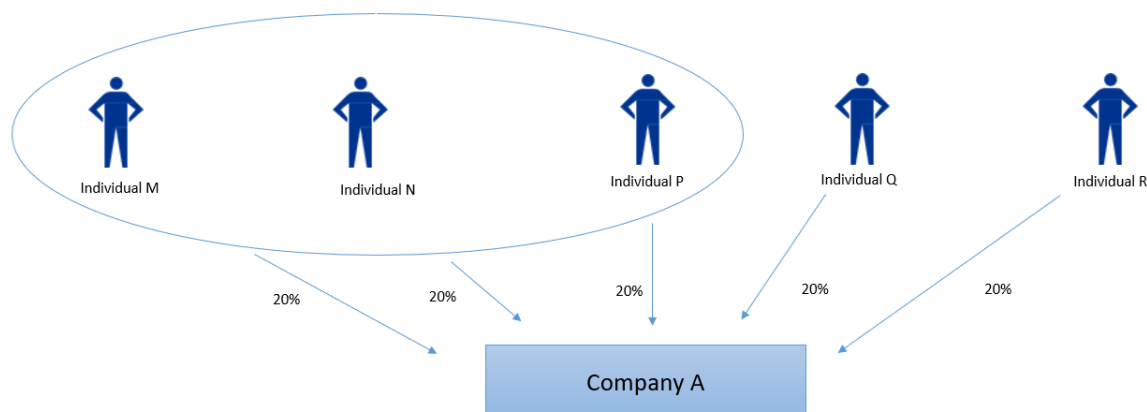 Individual M
Individual N
Individual P
Individual Q
Individual R
20%
20%
20%
20%
20%
Company A